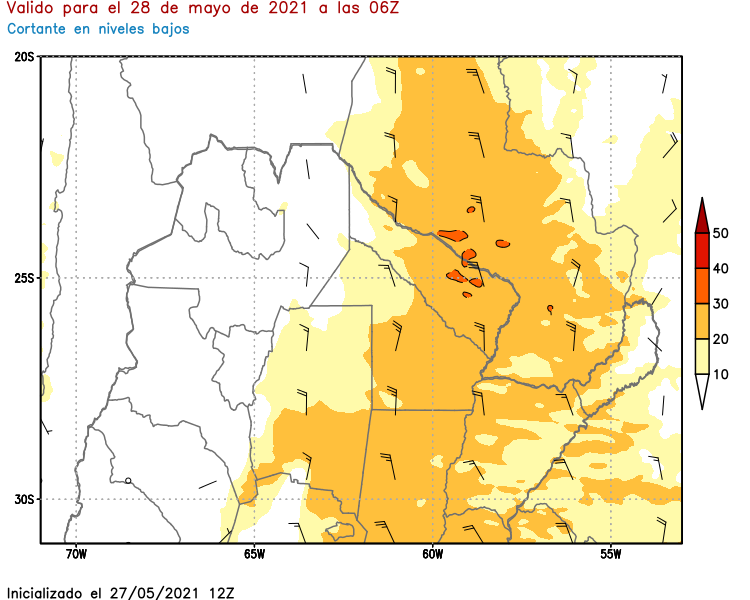 Valido para el 28 de mayo de 2021 a las 06Z
Cortante en niveles bajos
20S
25S
30S
70W
65W
60W
55W
50
40
30
20
10
Inicializado el 27/05/2021 12Z